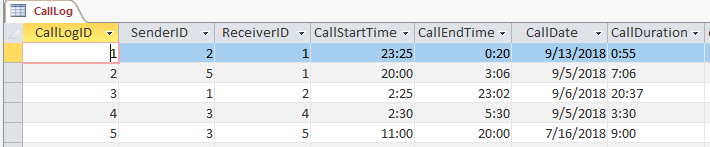 CallLog
CallLogID SenderID ReceiverID CallStartTime CallEndTime CallDate CallDuration
1 2 1 23:25 0:20 9/13/2018 0:55
2 5 1 20:00 3:06 9/5/2018 7:06
3 1 2 2:25 23:02 9/6/2018 20:37
4 3 4 2:30 5:30 9/5/2018 3:30
5 3 5 11:00 20:00 7/16/2018 9:00